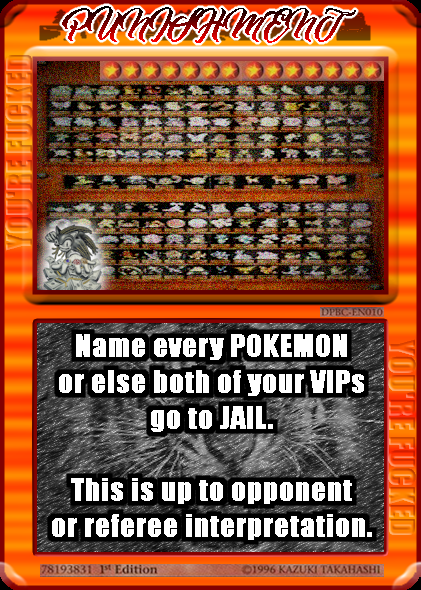 PUNISHMENT
YOU'RE FUCKED
DPBC-EN010
Name every POKEMON
or else both of your VIPs
go to JAIL.
This is up to opponent
or referee interpretation.
YOU'RE FUCKED
78193831 1st Edition
©1996 KAZUKI TAKAHASHI